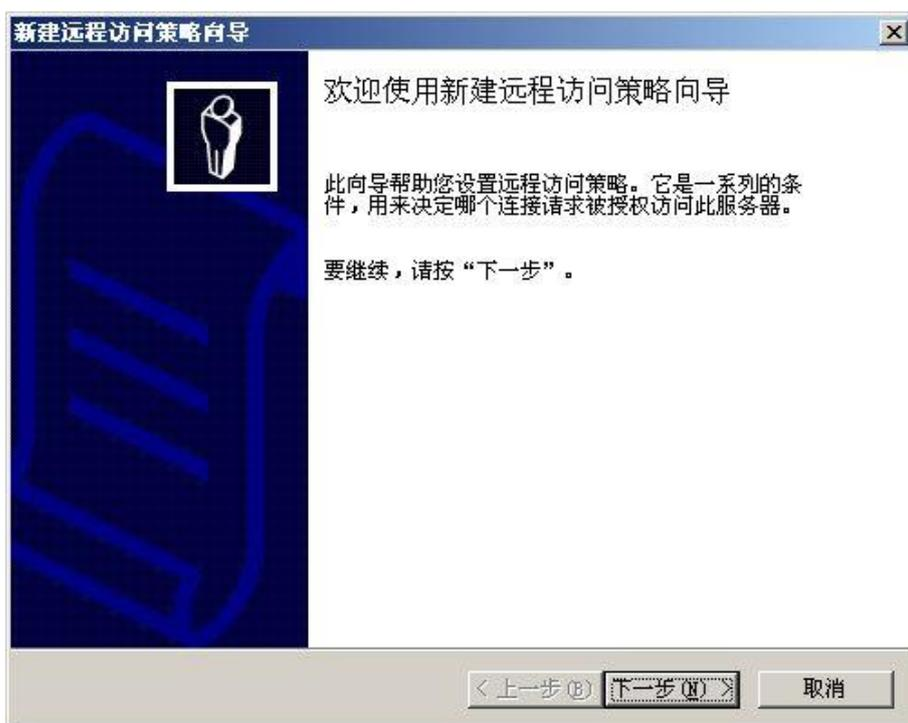 新建远程访问策略向导
欢迎使用新建远程访问策略向导
此向导帮助您设置远程访问策略。它是一系列的条
件，用来决定哪个连接请求被授权访问此服务器。
要继续，请按“下一步”。
< 上一步(B) 下一步(N) > 取消